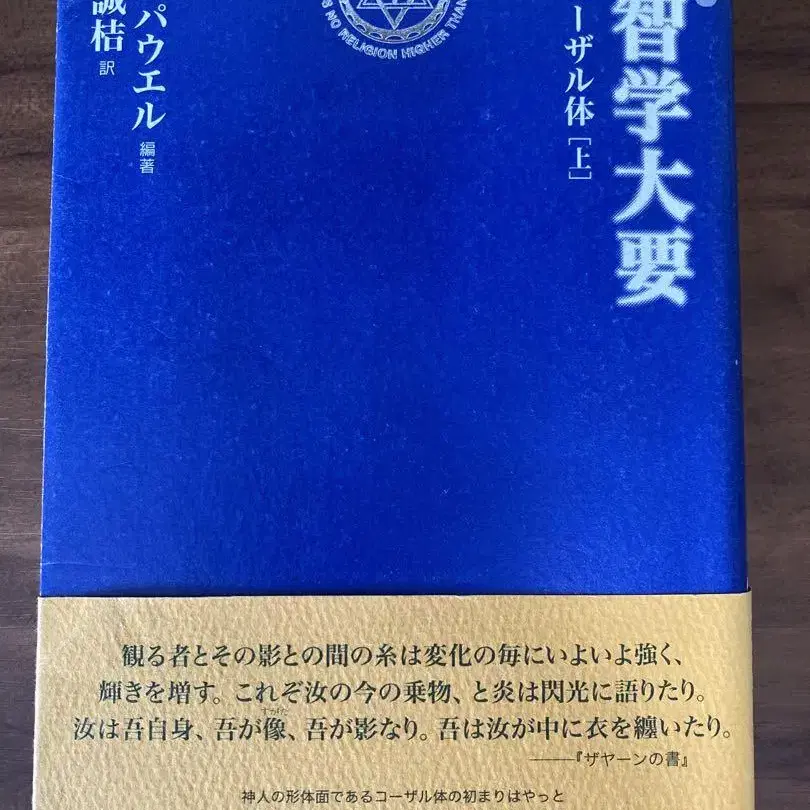 智学大要
ーザル体［上］
S NO RELIGION HIGHER THAN
パウエル 編著
誠桔 訳
観る者とその影との間の糸は変化の毎にいよいよ強く、
輝きを増す。これぞ汝の今の乗物、と炎は閃光に語りたり。
汝は吾自身、吾が像、吾が影なり。吾は汝が中に衣を纏いたり。
——『ザヤーンの書』
神人の形体面であるコーザル体の初まりはやっと